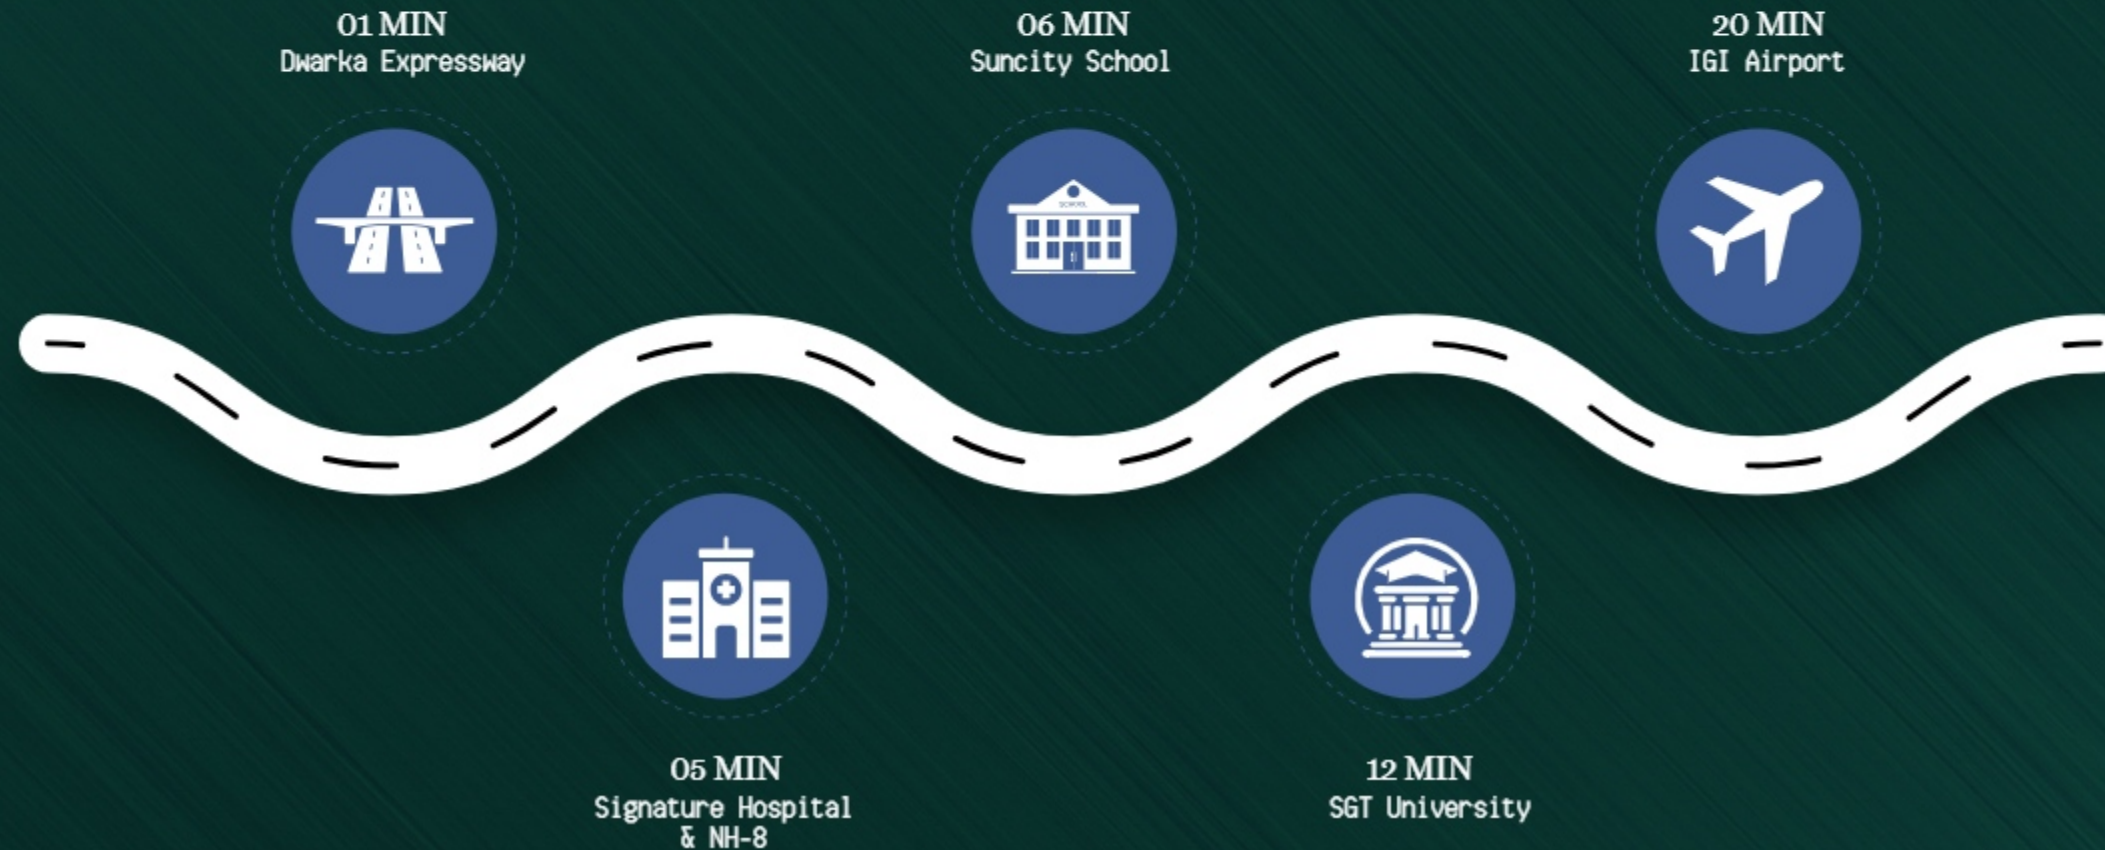 01 MIN
Dwarka Expressway
06 MIN
Suncity School
20 MIN
IGI Airport
SCHOOL
05 MIN
Signature Hospital
& NH-8
12 MIN
SGT University